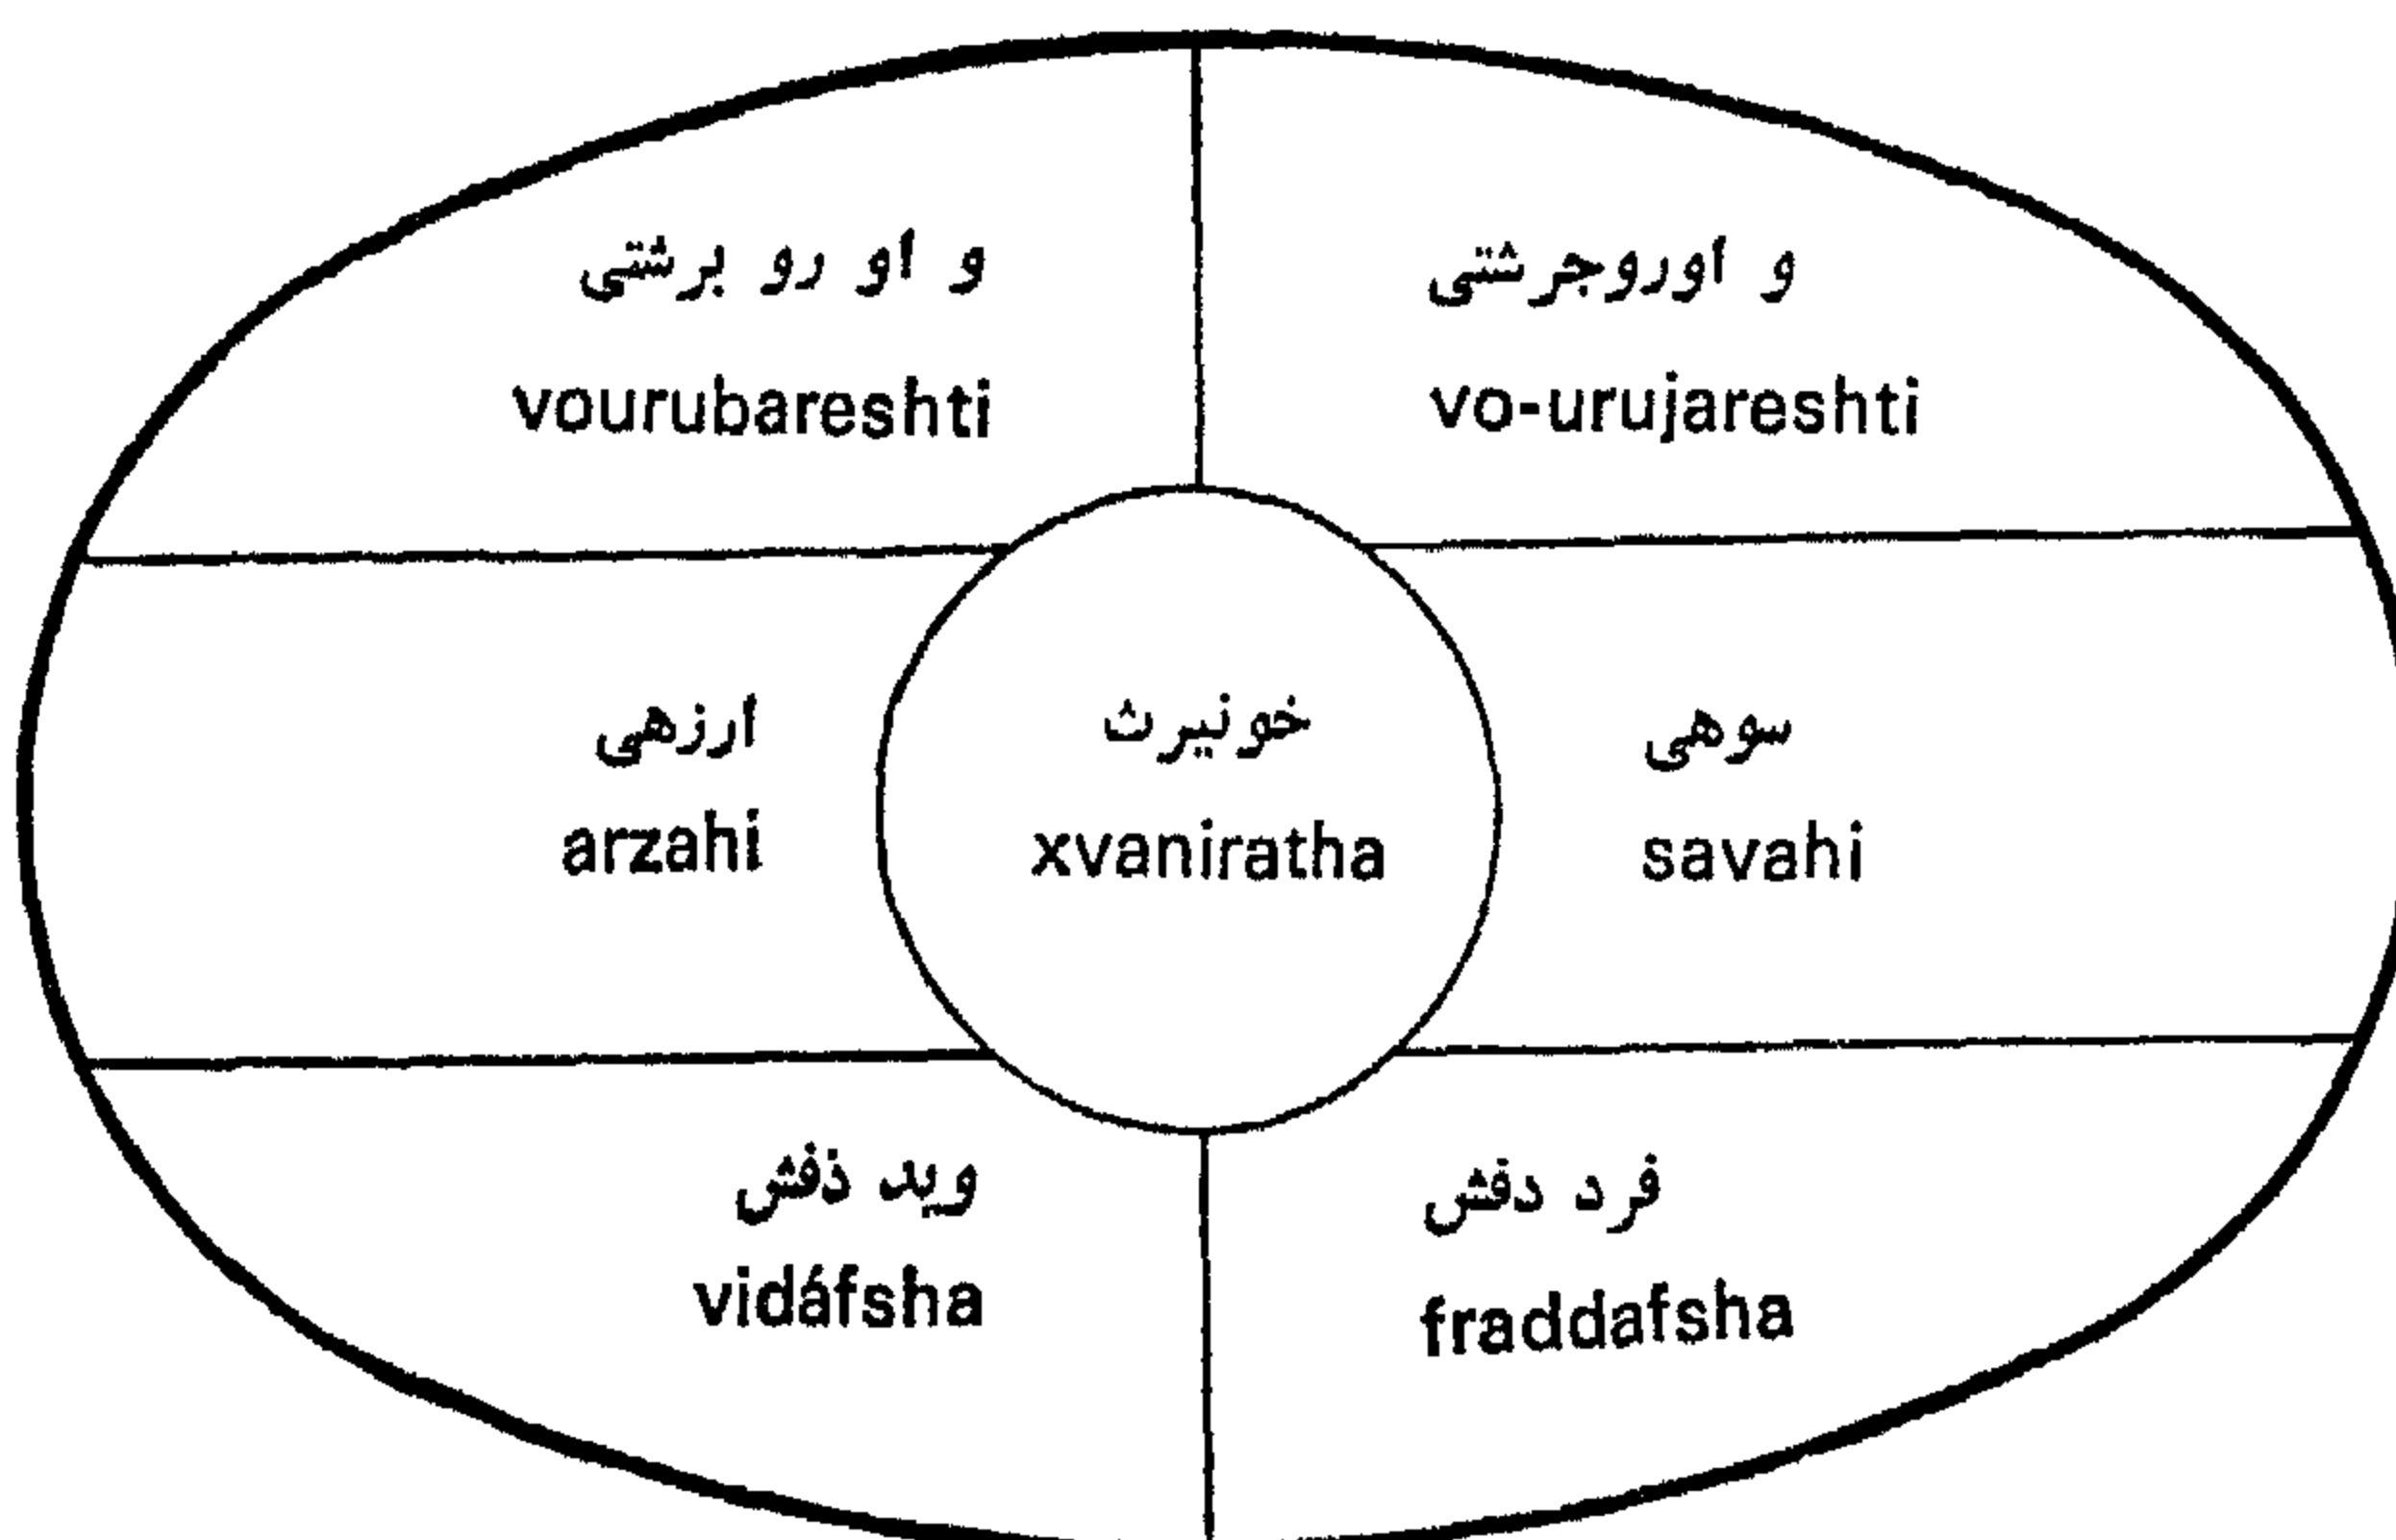 و او رو برشتی
vourubareshti
و اوروجرشتی
vo-urujareshti
ارزهی
arzahi
خونیرث
xvaniratha
سوهی
savahi
وید ذفش
vidáfsha
فرد دفش
fraddafsha